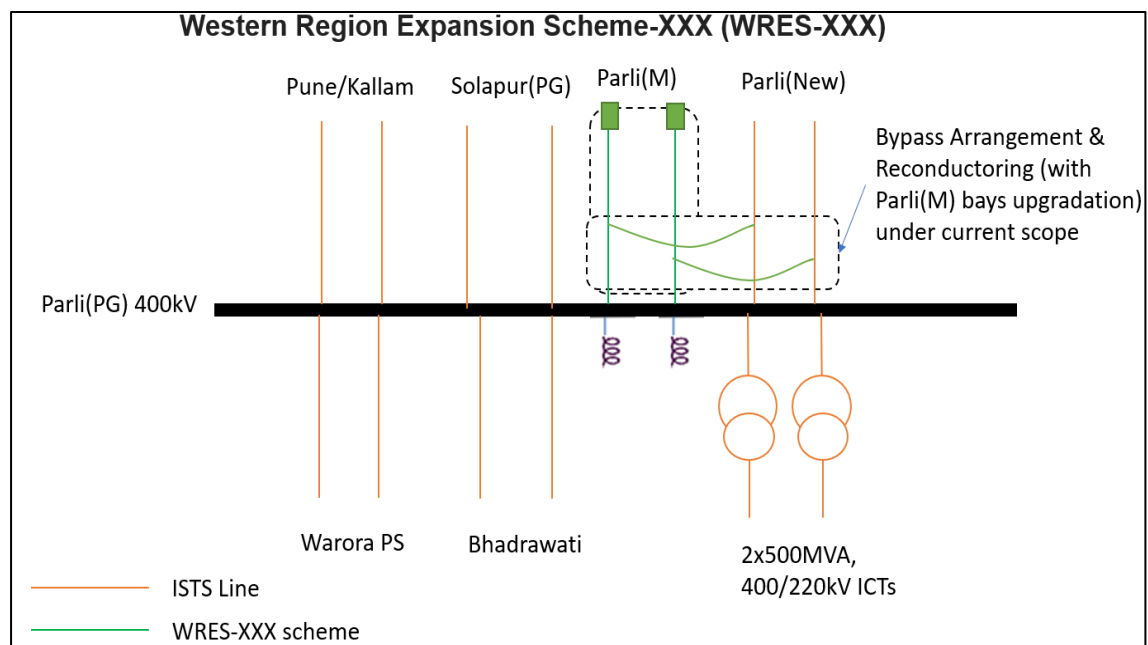 Western Region Expansion Scheme-XXX (WRES-XXX)
Pune/Kallam
Solapur(PG)
Parli(M)
Parli(New)
Bypass Arrangement &
Reconductoring (with
Parli(M) bays upgradation)
under current scope
Parli(PG) 400kV
Warora PS
Bhadrawati
2x500MVA,
400/220kV ICTs
ISTS Line
WRES-XXX scheme